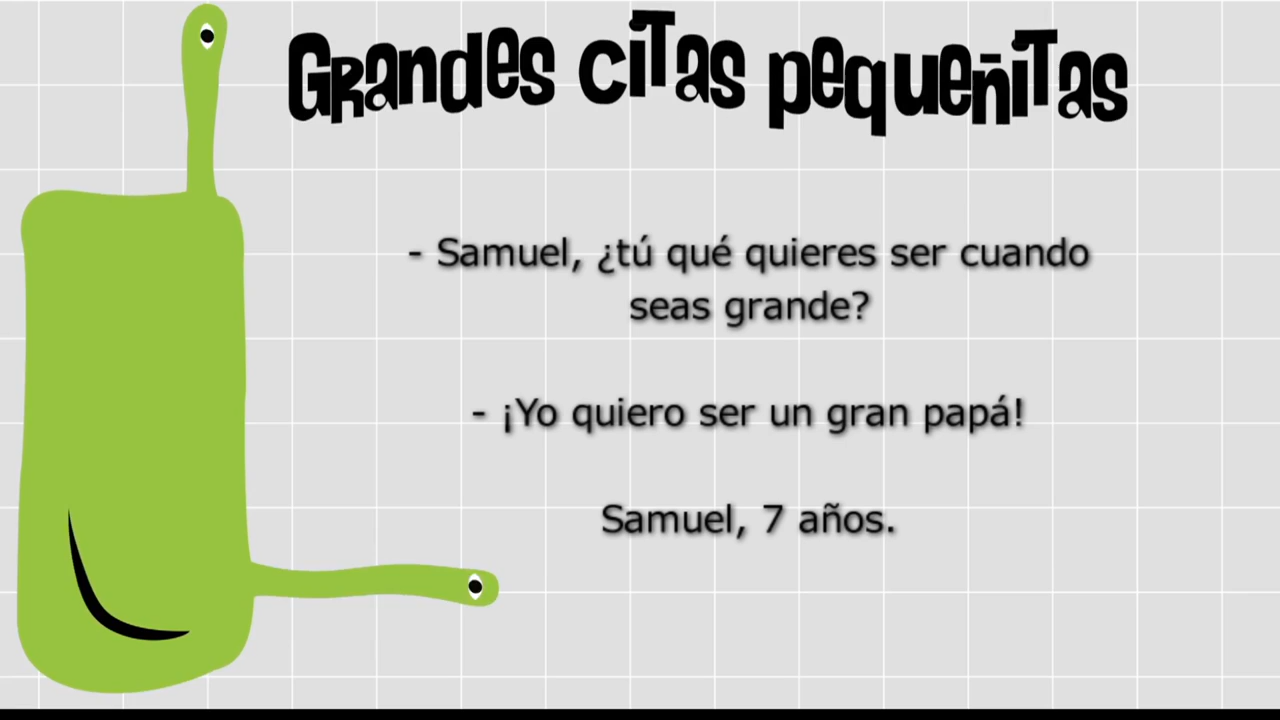 Grandes citas pequeñitas
- Samuel, ¿tú qué quieres ser cuando
seas grande?
- ¡Yo quiero ser un gran papá!
Samuel, 7 años.